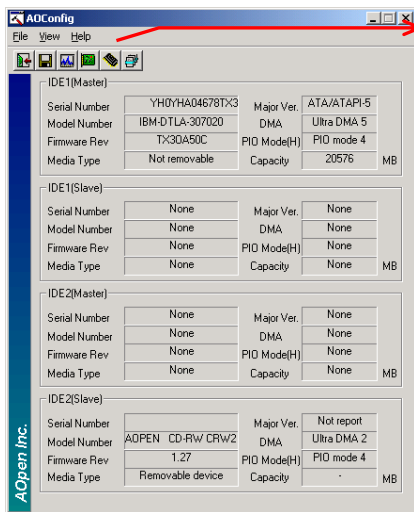 AOConfig
File View Help
IDE1(Master)
Serial Number YH0YHA04678TX3 Major Ver. ATA/ATAPI-5
Model Number IBM-DTLA-307020 DMA Ultra DMA 5
Firmware Rev TX3OA50C PIO Mode(H) PIO mode 4
Media Type Not removable Capacity 20576 MB
IDE1(Slave)
Serial Number None Major Ver. None
Model Number None DMA None
Firmware Rev None PIO Mode(H) None
Media Type None Capacity None MB
IDE2(Master)
Serial Number None Major Ver. None
Model Number None DMA None
Firmware Rev None PIO Mode(H) None
Media Type None Capacity None MB
IDE2(Slave)
Serial Number Major Ver. Not report
Model Number AOPEN CD-RW CRW2 DMA Ultra DMA 2
Firmware Rev 1.27 PIO Mode(H) PIO mode 4
Media Type Removable device Capacity - MB
AOpen Inc.